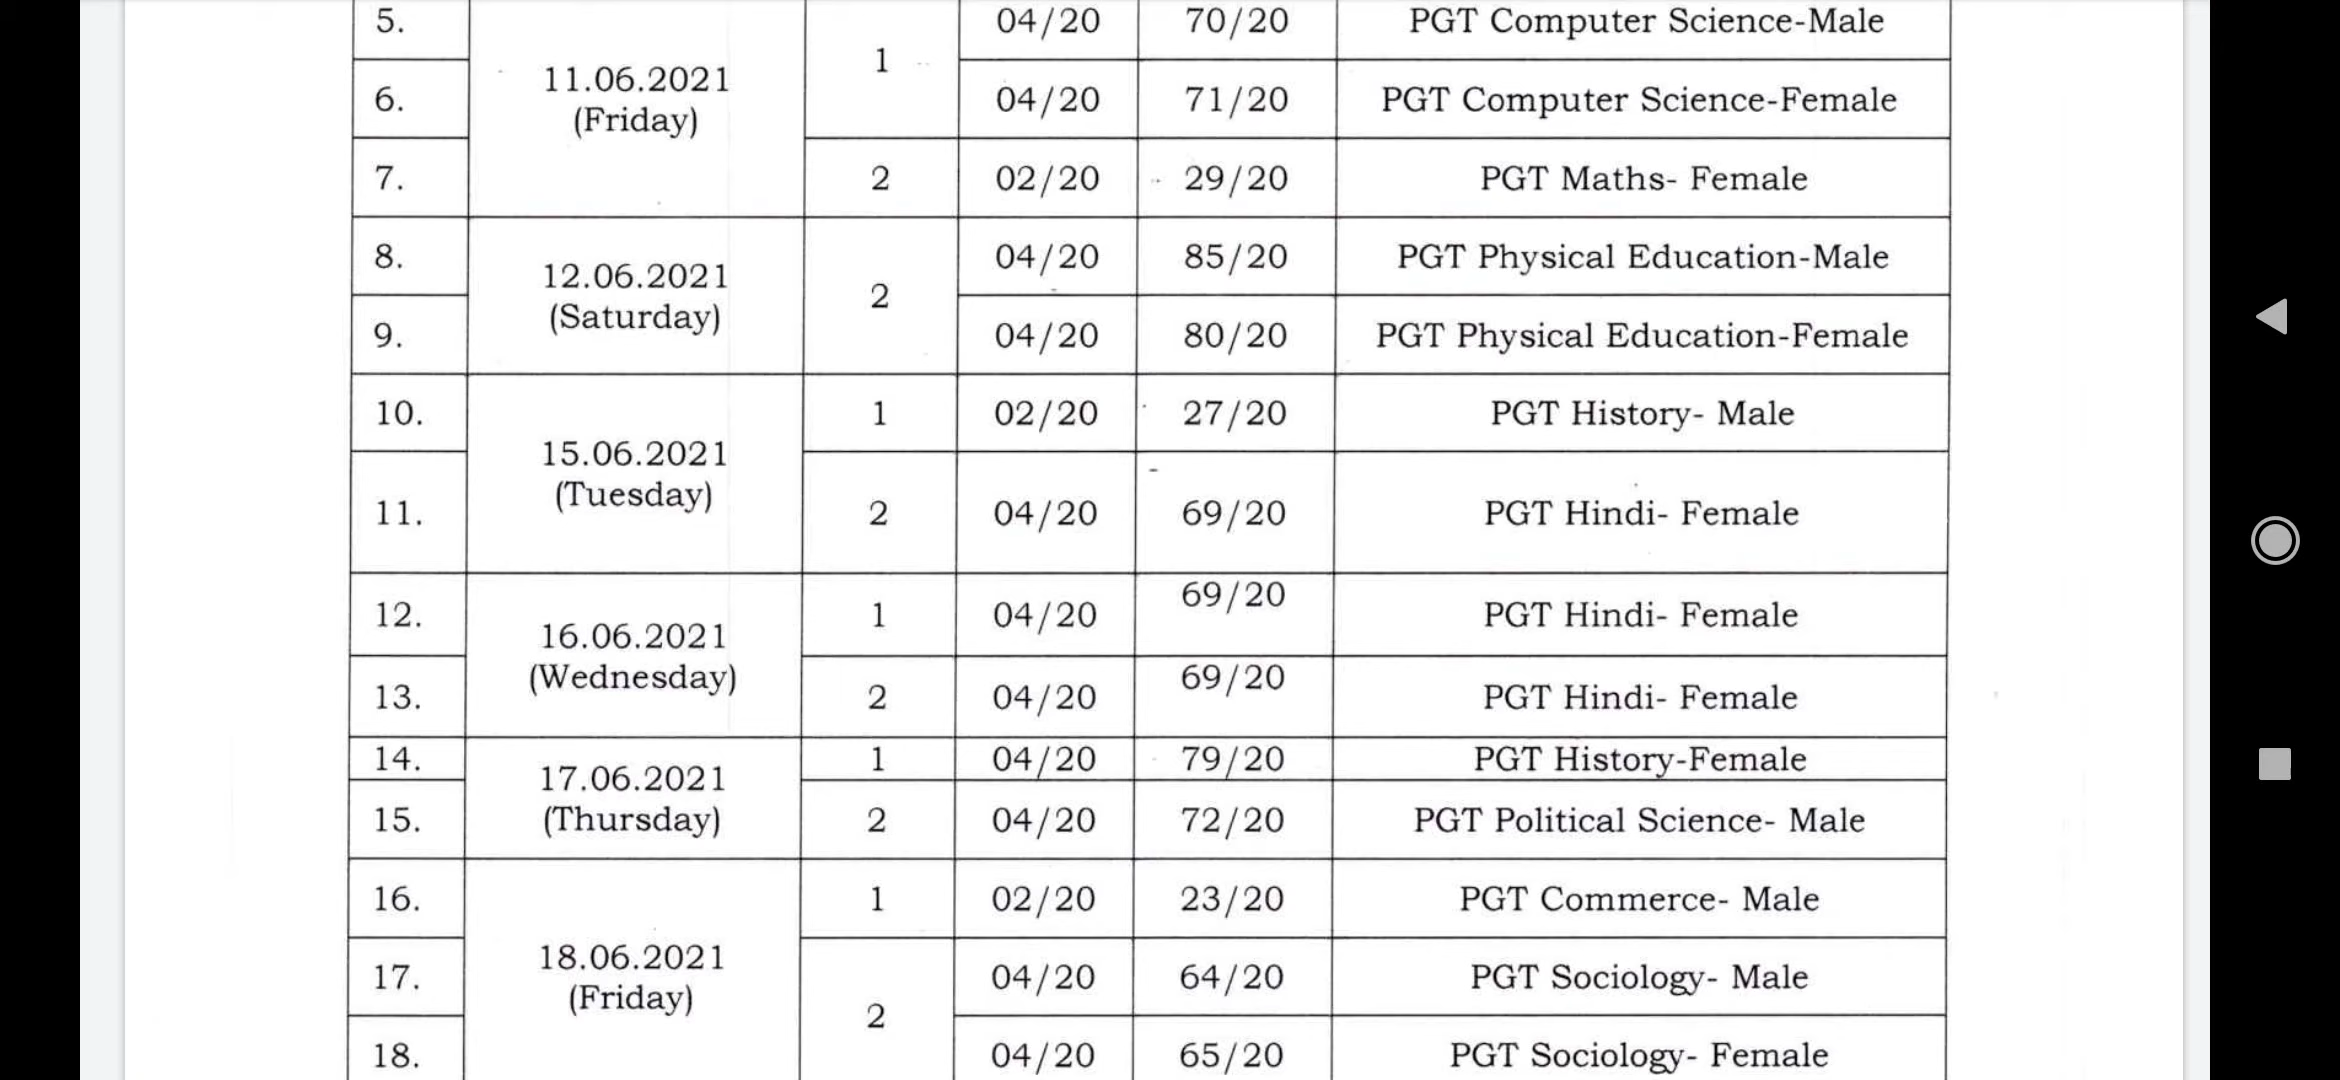 5.
11.06.2021
(Friday)
1
04/20
70/20
PGT Computer Science-Male
6.
04/20
71/20
PGT Computer Science-Female
7.
2
02/20
29/20
PGT Maths- Female
8.
12.06.2021
(Saturday)
2
04/20
85/20
PGT Physical Education-Male
9.
04/20
80/20
PGT Physical Education-Female
10.
15.06.2021
(Tuesday)
1
02/20
27/20
PGT History- Male
11.
2
04/20
69/20
PGT Hindi- Female
12.
16.06.2021
(Wednesday)
1
04/20
69/20
PGT Hindi- Female
13.
2
04/20
69/20
PGT Hindi- Female
14.
17.06.2021
(Thursday)
1
04/20
79/20
PGT History-Female
15.
2
04/20
72/20
PGT Political Science- Male
16.
18.06.2021
(Friday)
1
02/20
23/20
PGT Commerce- Male
17.
2
04/20
64/20
PGT Sociology- Male
18.
04/20
65/20
PGT Sociology- Female